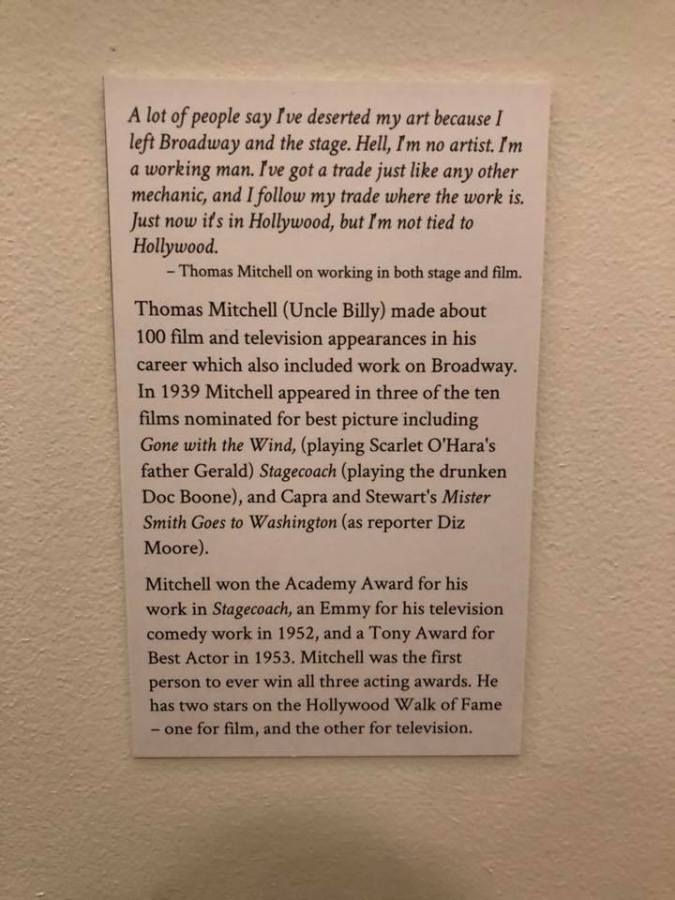 A lot of people say I've deserted my art because I
left Broadway and the stage. Hell, I'm no artist. I'm
a working man. I've got a trade just like any other
mechanic, and I follow my trade where the work is.
Just now it's in Hollywood, but I'm not tied to
Hollywood.
– Thomas Mitchell on working in both stage and film.
Thomas Mitchell (Uncle Billy) made about
100 film and television appearances in his
career which also included work on Broadway.
In 1939 Mitchell appeared in three of the ten
films nominated for best picture including
Gone with the Wind, (playing Scarlet O'Hara's
father Gerald) Stagecoach (playing the drunken
Doc Boone), and Capra and Stewart's Mister
Smith Goes to Washington (as reporter Diz
Moore).
Mitchell won the Academy Award for his
work in Stagecoach, an Emmy for his television
comedy work in 1952, and a Tony Award for
Best Actor in 1953. Mitchell was the first
person to ever win all three acting awards. He
has two stars on the Hollywood Walk of Fame
– one for film, and the other for television.